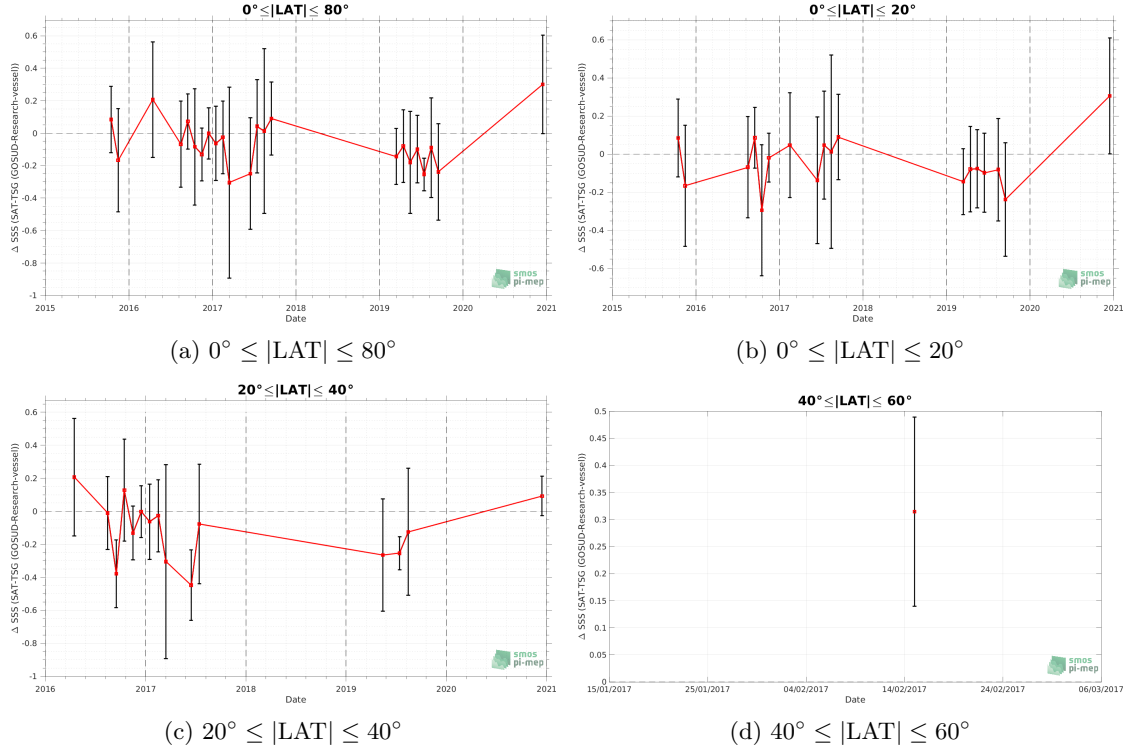 0°≤|LAT|≤ 80°
Δ SSS (SAT-TSG (GOSUD-Research-vessel))
0.6
0.4
0.2
0
-0.2
-0.4
-0.6
-0.8
-1
2015 2016 2017 2018 2019 2020 2021
Date
smos
pi-mep
(a) 0° ≤ |LAT| ≤ 80°
0°≤|LAT|≤ 20°
Δ SSS (SAT-TSG (GOSUD-Research-vessel))
0.6
0.4
0.2
0
-0.2
-0.4
-0.6
2015 2016 2017 2018 2019 2020 2021
Date
smos
pi-mep
(b) 0° ≤ |LAT| ≤ 20°
20°≤|LAT|≤ 40°
Δ SSS (SAT-TSG (GOSUD-Research-vessel))
0.6
0.4
0.2
0
-0.2
-0.4
-0.6
-0.8
-1
2016 2017 2018 2019 2020 2021
Date
smos
pi-mep
(c) 20° ≤ |LAT| ≤ 40°
40°≤|LAT|≤ 60°
Δ SSS (SAT-TSG (GOSUD-Research-vessel))
0.5
0.45
0.4
0.35
0.3
0.25
0.2
0.15
0.1
0.05
0
15/01/2017 25/01/2017 04/02/2017 14/02/2017 24/02/2017 06/03/2017
Date
smos
pi-mep
(d) 40° ≤ |LAT| ≤ 60°